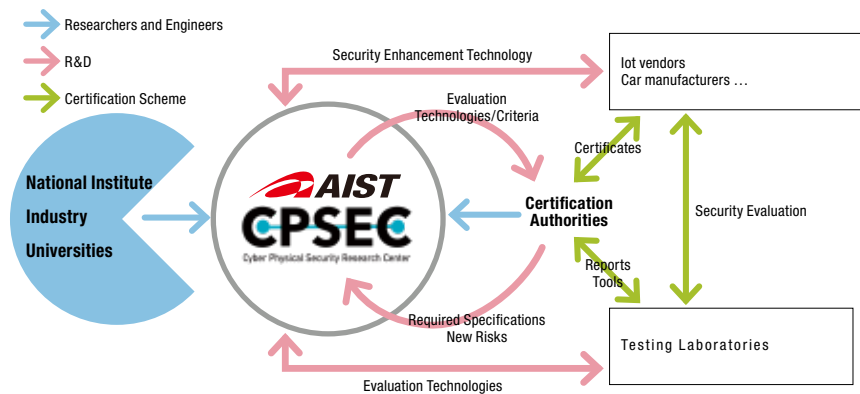 Researchers and Engineers
R&D
Certification Scheme
National Institute
Industry
Universities
Security Enhancement Technology
Evaluation
Technologies/Criteria
AIST
CPSEC
Cyber Physical Security Research Center
Certification
Authorities
Required Specifications
New Risks
Evaluation Technologies
Iot vendors
Car manufacturers ...
Certificates
Security Evaluation
Reports
Tools
Testing Laboratories